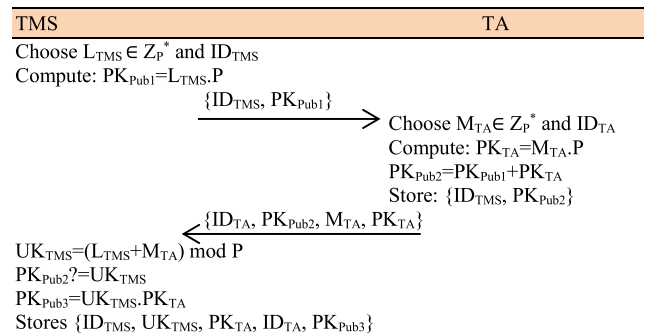 TMS TA
Choose L_TMS ∈ Z_P* and ID_TMS
Compute: PK_Pub1=L_TMS.P
{ID_TMS, PK_Pub1}
Choose M_TA∈ Z_P* and ID_TA
Compute: PK_TA=M_TA.P
PK_Pub2=PK_Pub1+PK_TA
Store: {ID_TMS, PK_Pub2}
{ID_TA, PK_Pub2, M_TA, PK_TA}
UK_TMS=(L_TMS+M_TA) mod P
PK_Pub2?=UK_TMS
PK_Pub3=UK_TMS.PK_TA
Stores {ID_TMS, UK_TMS, PK_TA, ID_TA, PK_Pub3}